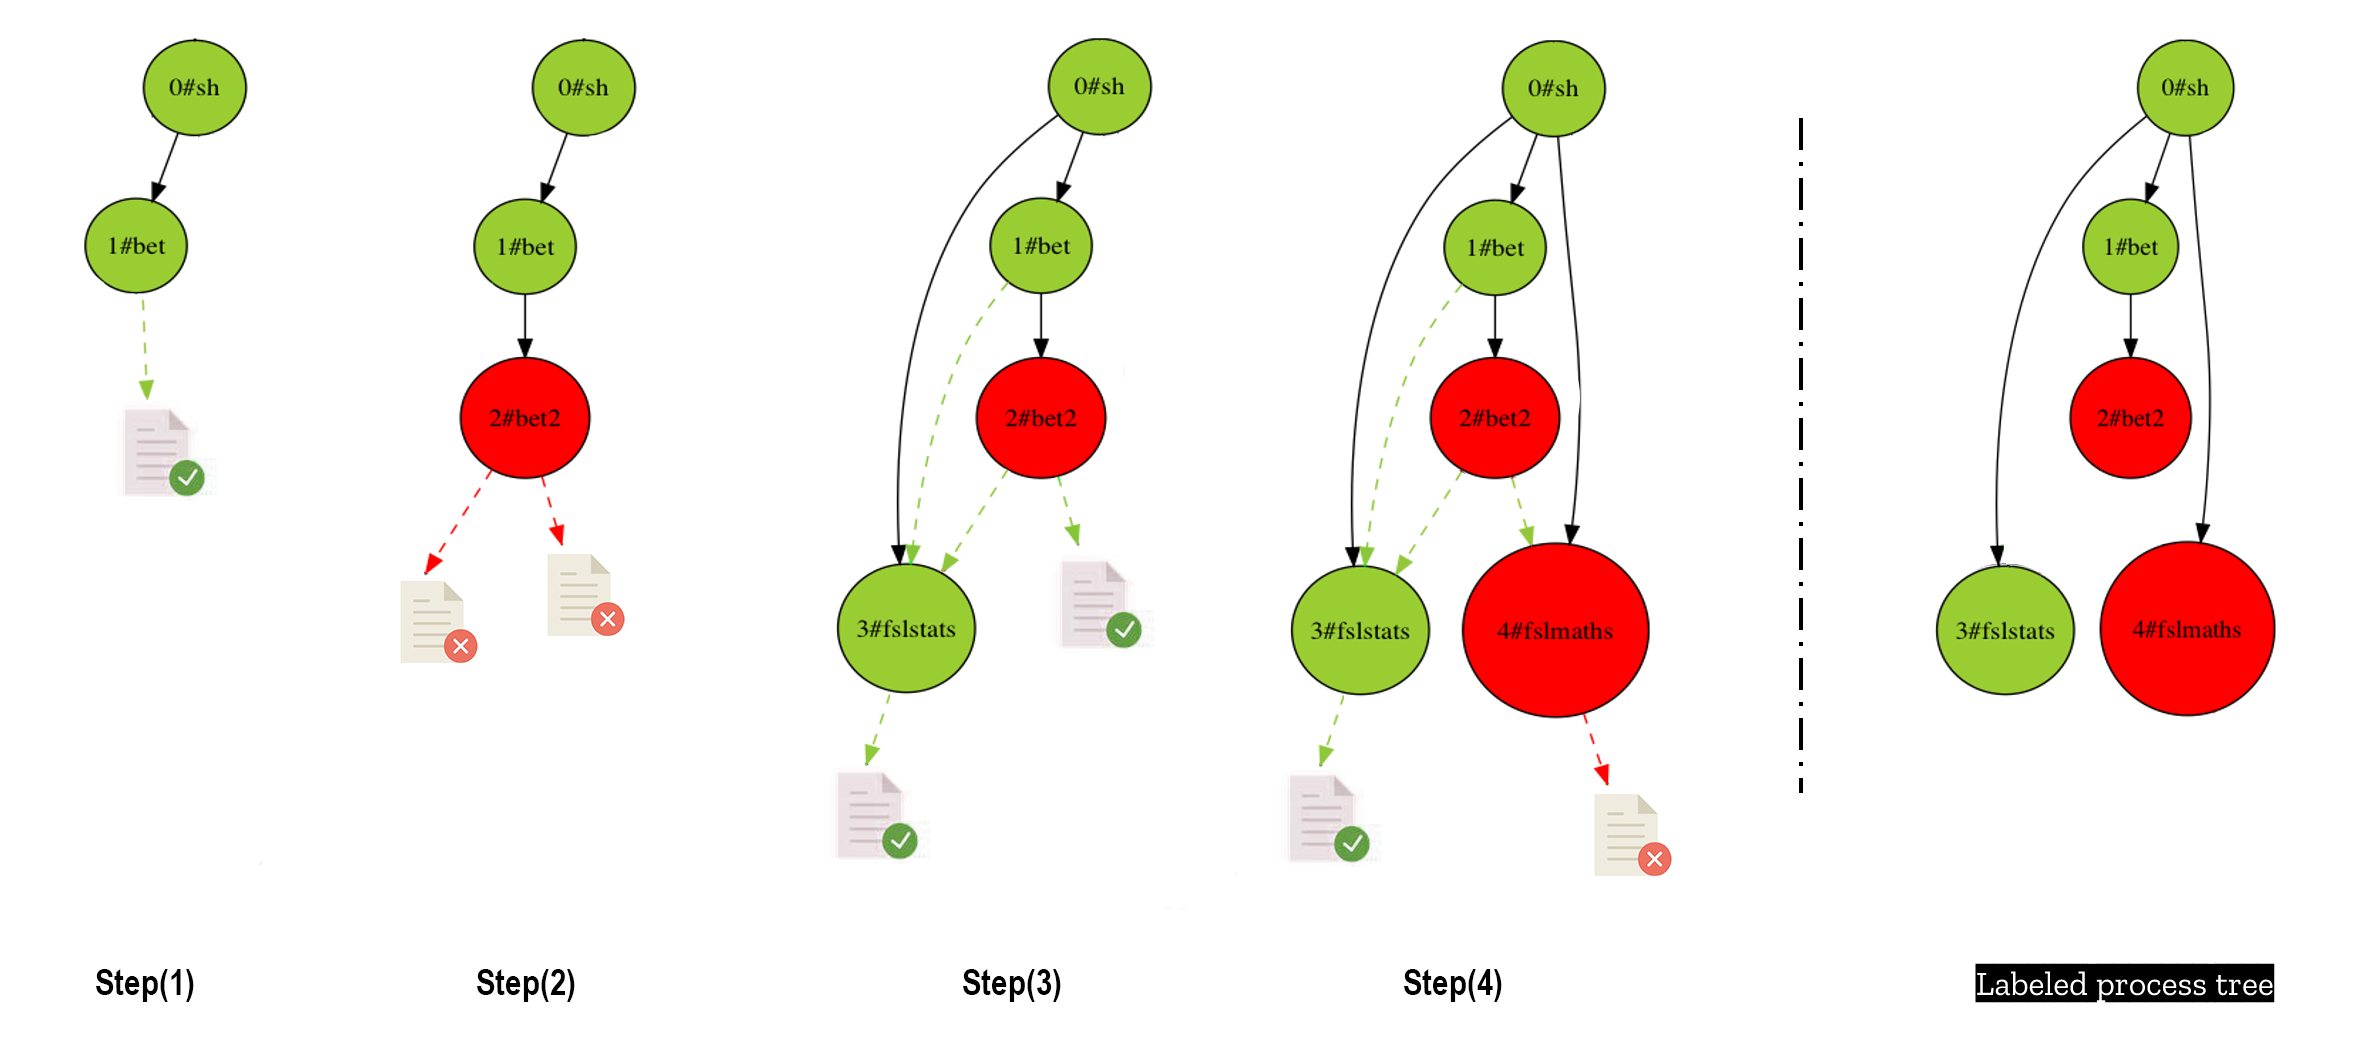 0#sh
1#bet
Step(1)
0#sh
1#bet
2#bet2
Step(2)
0#sh
1#bet
2#bet2
3#fslstats
Step(3)
0#sh
1#bet
2#bet2
3#fslstats
4#fslmaths
Step(4)
0#sh
1#bet
2#bet2
3#fslstats
4#fslmaths
Labeled process tree